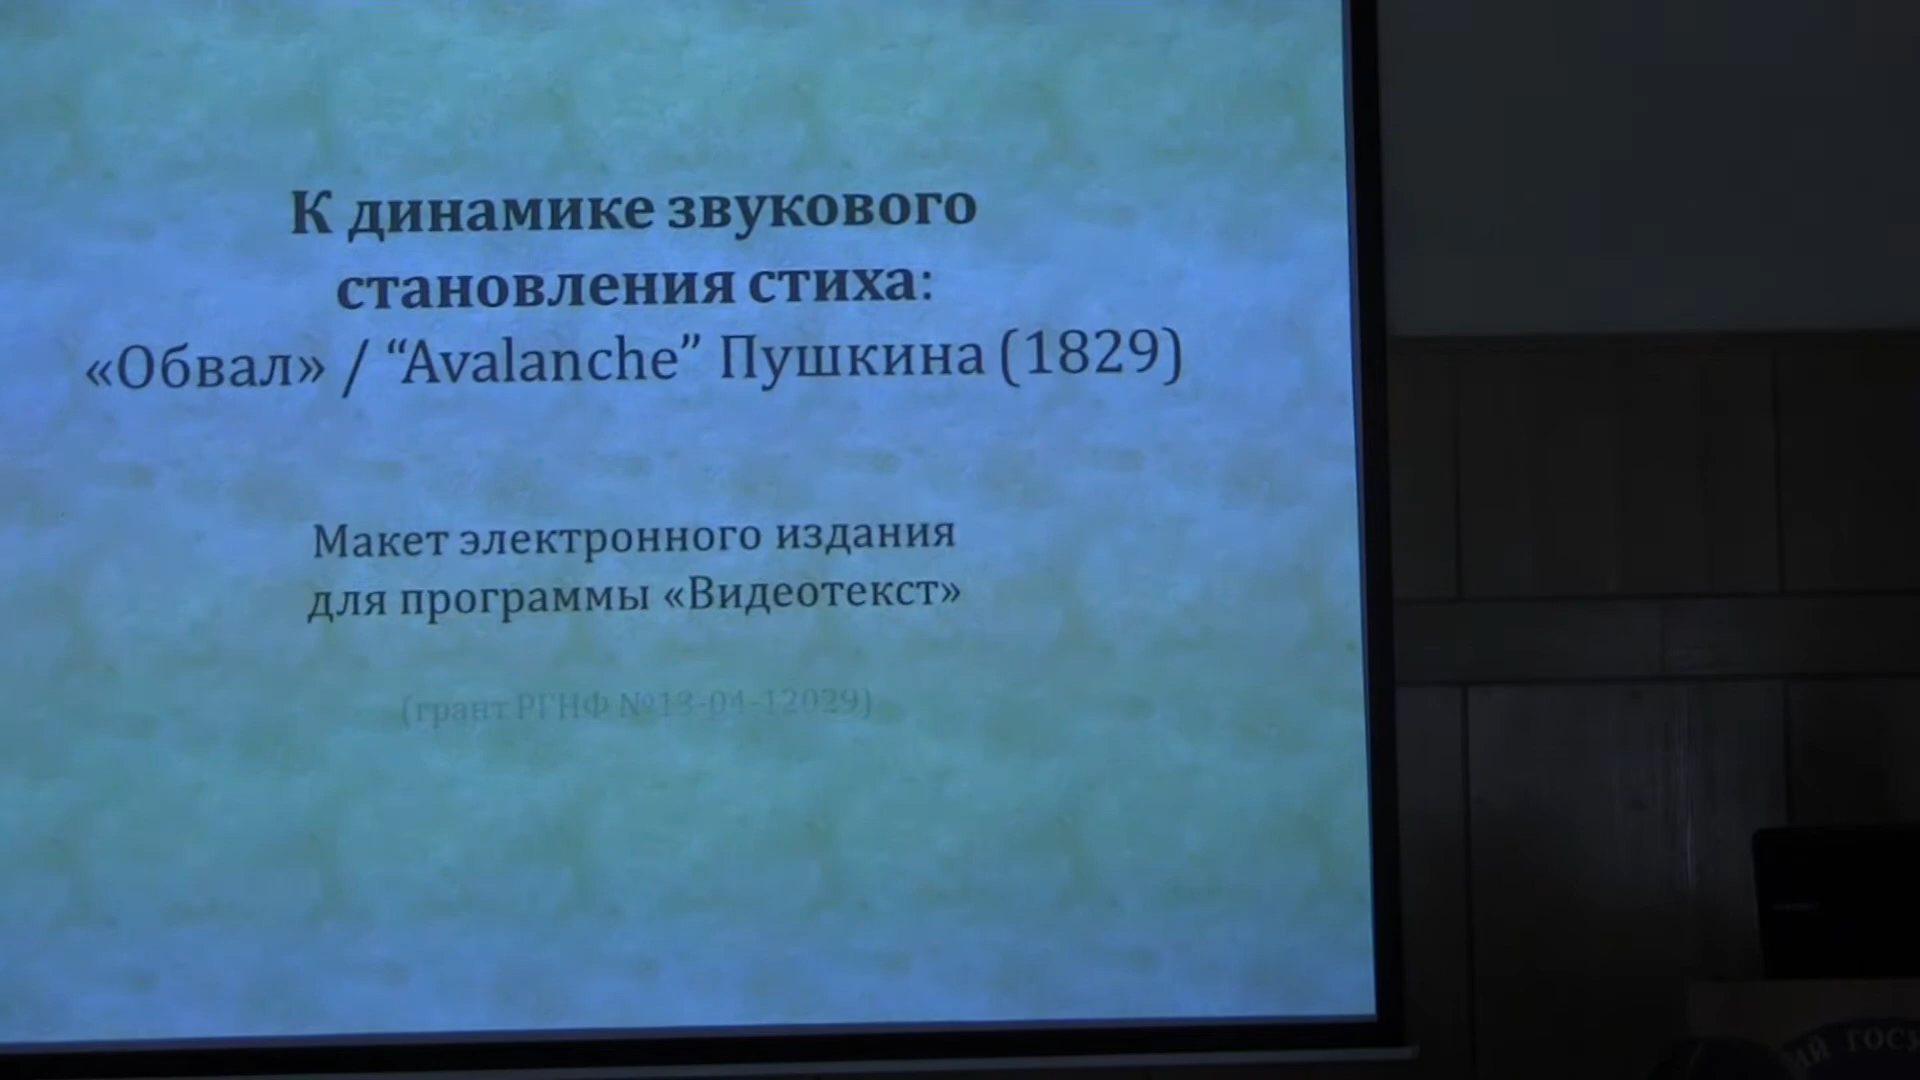 К динамике звукового
становления стиха:
«Обвал» / “Avalanche” Пушкина (1829)
Макет электронного издания
для программы «Видеотекст»
(грант РГНФ №13-04-12029)